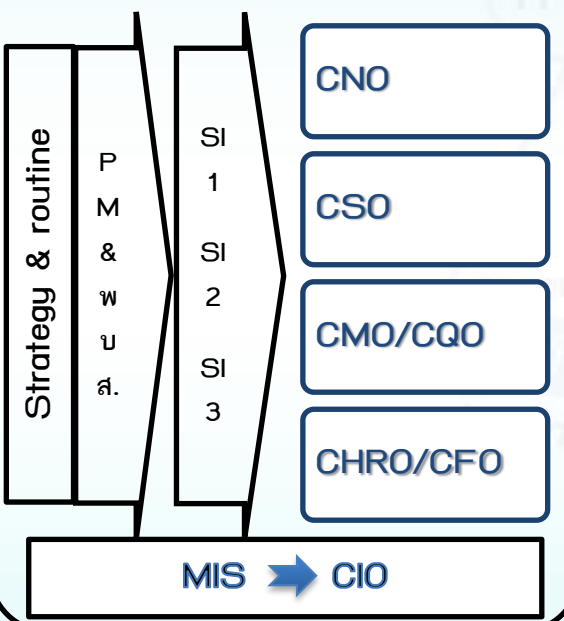 Strategy & routine
P
M
&
พ
บ
ส.
SI
1
SI
2
SI
3
CNO
CSO
CMO/CQO
CHRO/CFO
MIS CIO